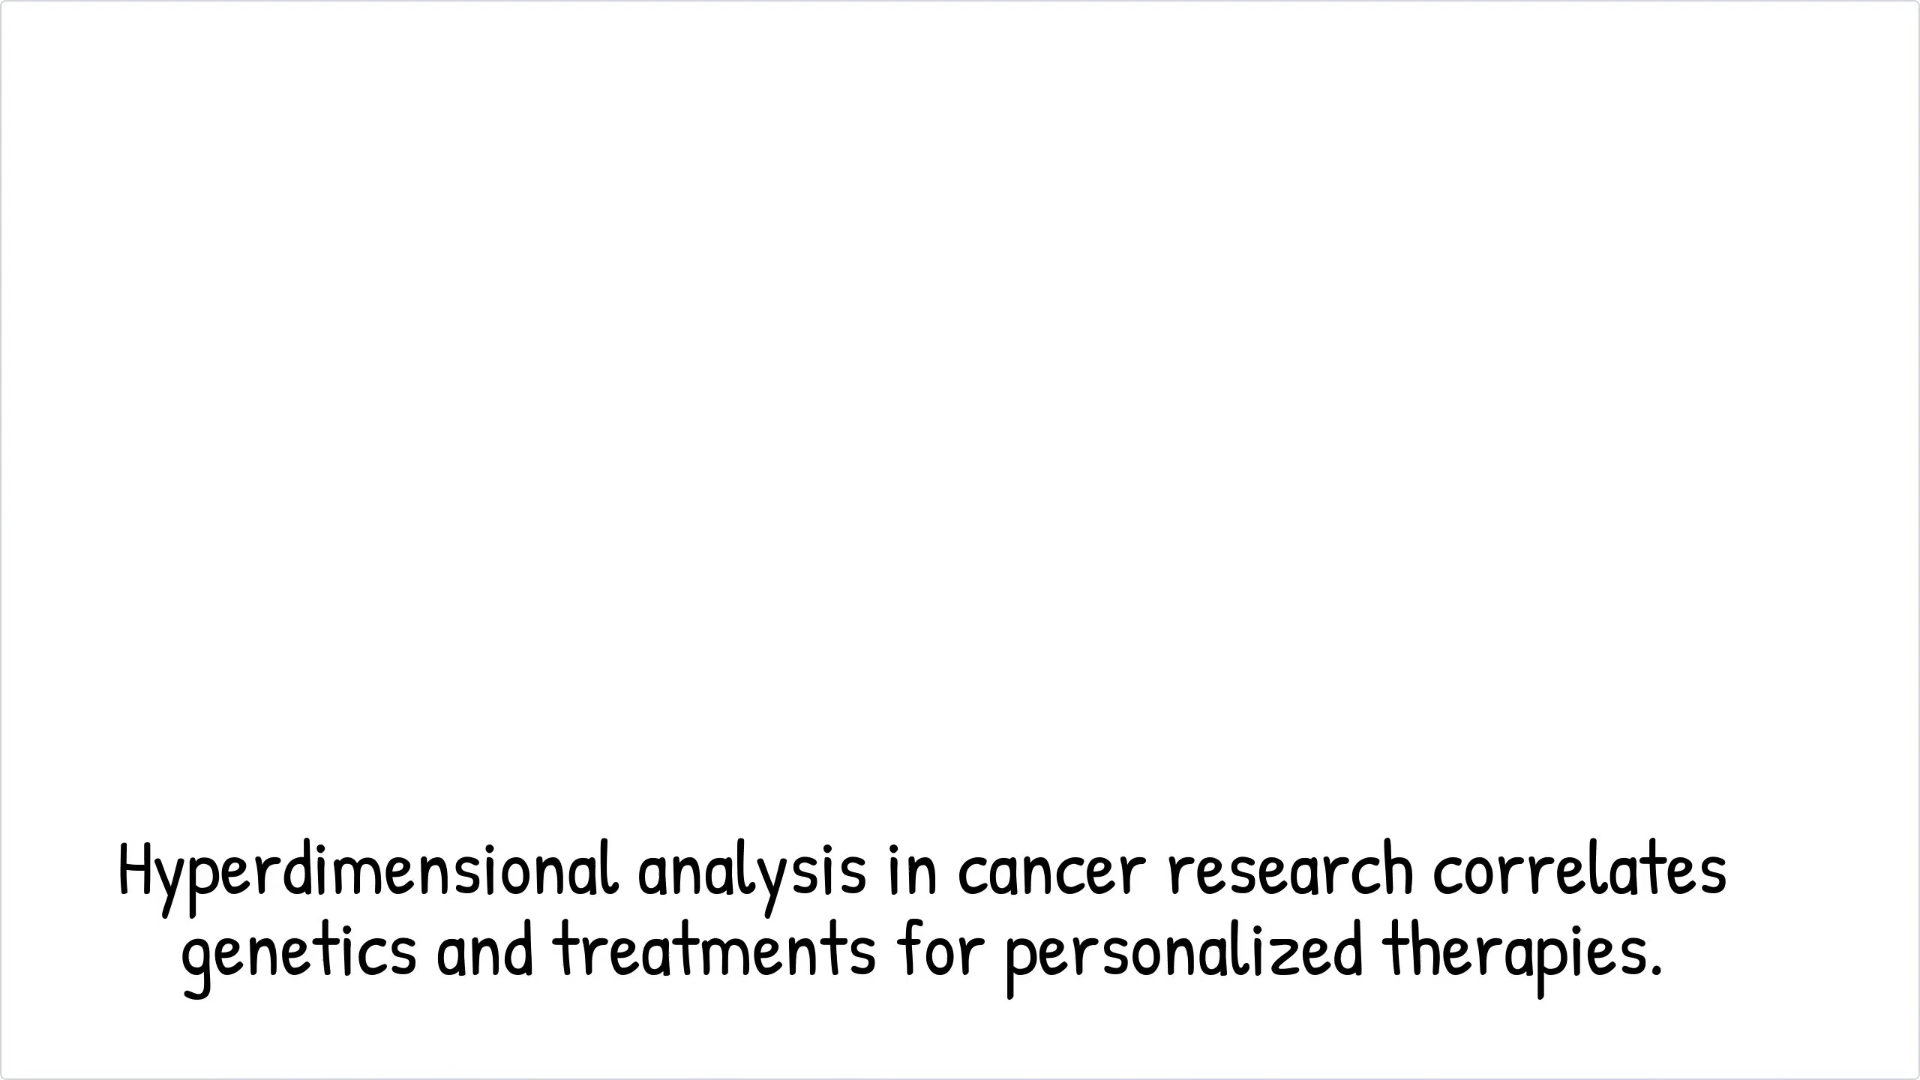 Hyperdimensional analysis in cancer research correlates
genetics and treatments for personalized therapies.